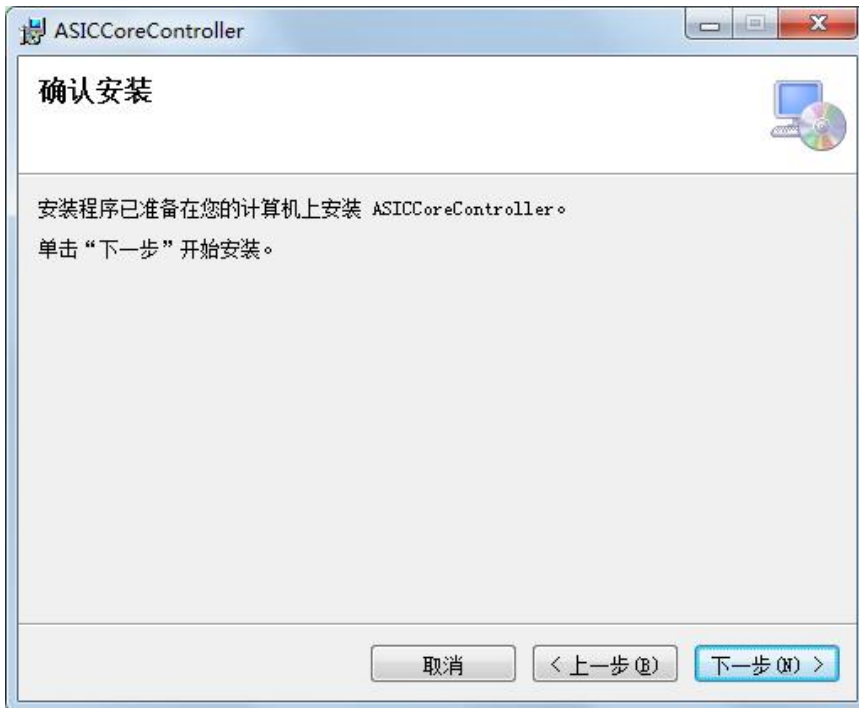 ASICCoreController
确认安装
安装程序已准备在您的计算机上安装 ASICCoreController。
单击“下一步”开始安装。
取消
< 上一步(B)
下一步(N) >